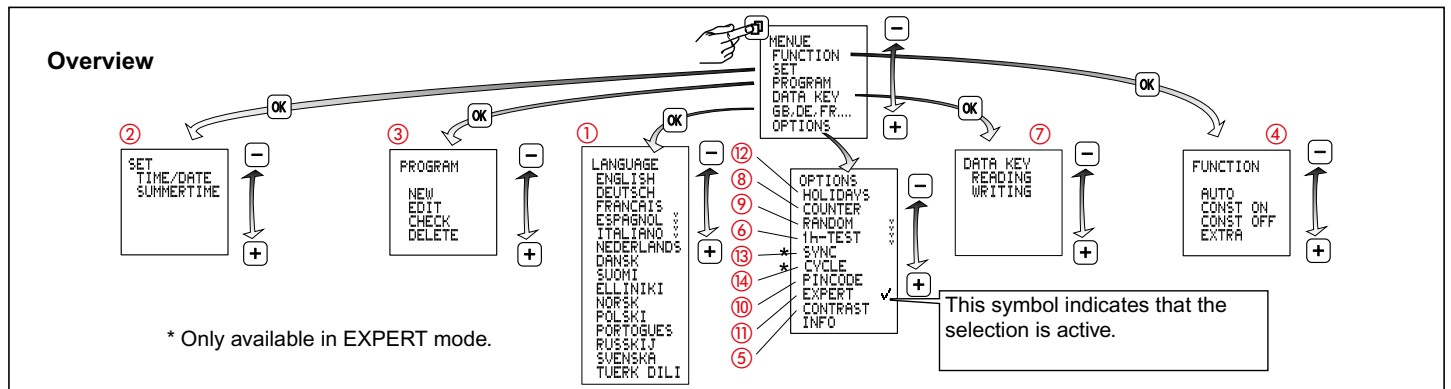 Overview
MENUE
FUNCTION
SET
PROGRAM
DATA KEY
GB,DE,FR....
OPTIONS
−
+
OK
OK
OK
OK
OK
②
SET
TIME/DATE
SUMMERTIME
−
+
③
PROGRAM
NEW
EDIT
CHECK
DELETE
−
+
①
LANGUAGE
ENGLISH
DEUTSCH
FRANCAIS
ESPAGNOL
ITALIANO
NEDERLANDS
DANSK
SUOMI
ELLINIKI
NORSK
POLSKI
PORTOGUES
RUSSKIJ
SVENSKA
TUERK DILI
−
+
OPTIONS
⑫ HOLIDAYS
⑧ COUNTER
⑨ RANDOM
⑥ 1h-TEST
⑬ * SYNC
⑭ * CYCLE
⑩ PINCODE
⑪ EXPERT ✓
⑤ CONTRAST
INFO
−
+
⑦
DATA KEY
READING
WRITING
−
+
④
FUNCTION
AUTO
CONST ON
CONST OFF
EXTRA
−
+
This symbol indicates that the
selection is active.
* Only available in EXPERT mode.